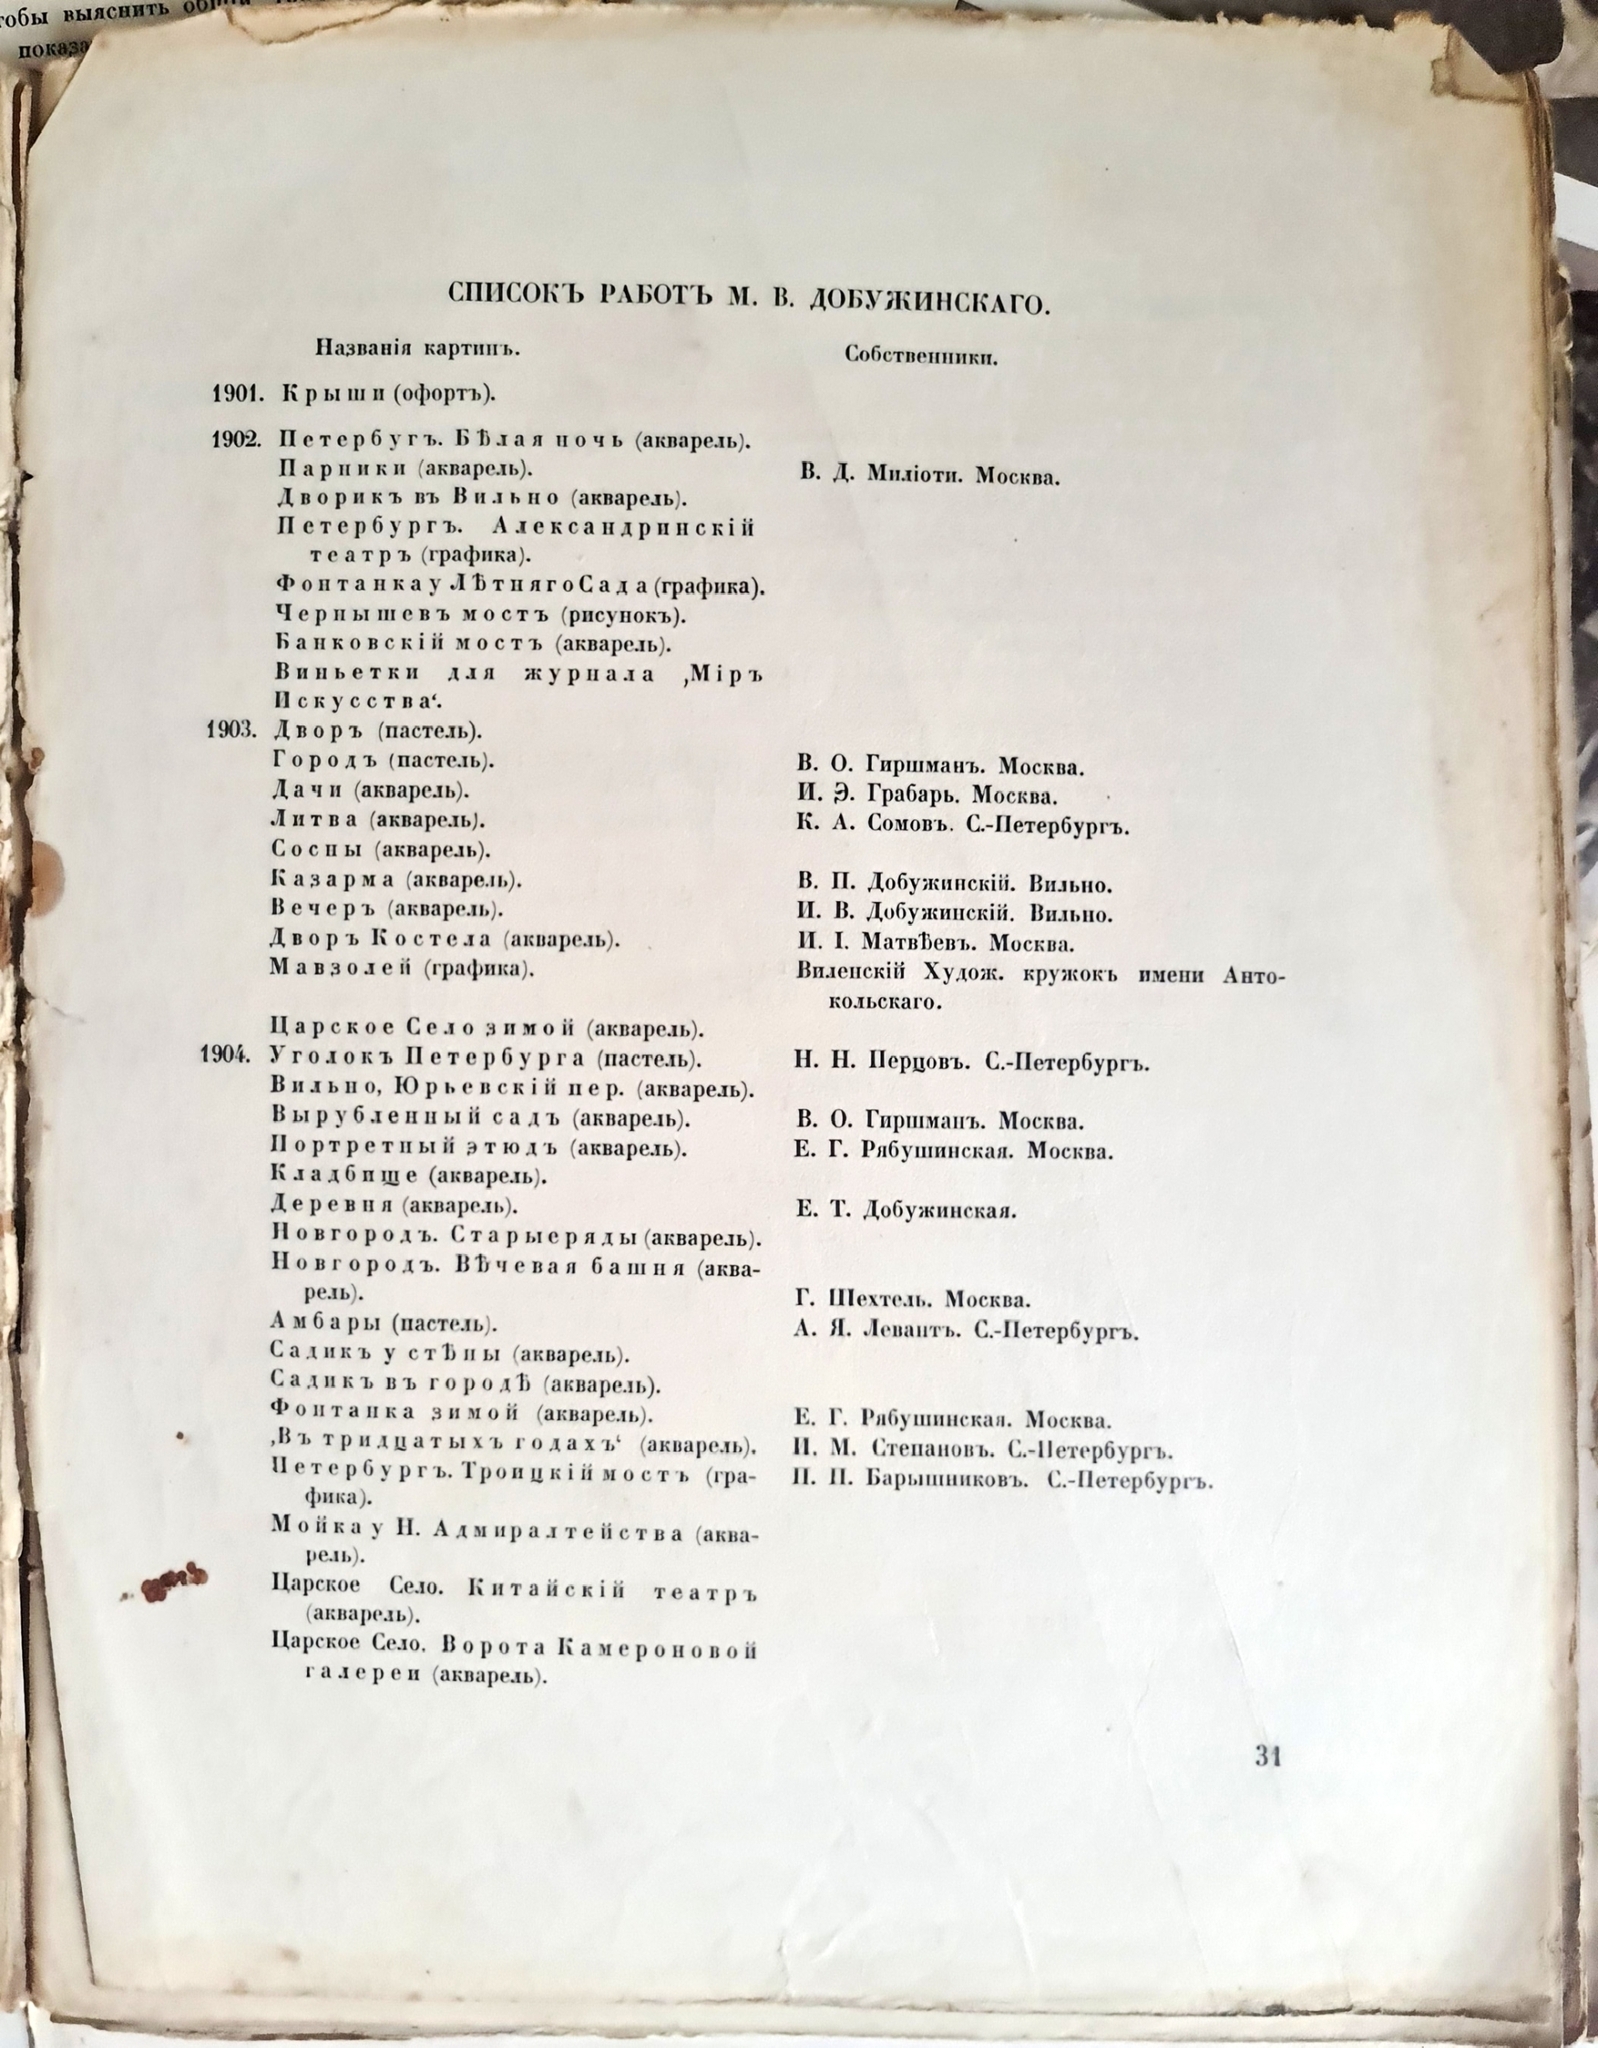 тобы выяснить
показа
СПИСОКЪ РАБОТЪ М. В. ДОБУЖИНСКАГО.
Названія картинъ. Собственники.
1901. Крыши (офортъ).
1902. Петербугъ. Бѣлая ночь (акварель).
Парники (акварель). В. Д. Миліоти. Москва.
Дворикъ въ Вильно (акварель).
Петербургъ. Александринскій
театръ (графика).
Фонтанка у Лѣтняго Сада (графика).
Чернышевъ мостъ (рисунокъ).
Банковскій мостъ (акварель).
Виньетки для журнала ‚Міръ
Искусства‘.
1903. Дворъ (пастель).
Городъ (пастель). В. О. Гиршманъ. Москва.
Дачи (акварель). И. Э. Грабарь. Москва.
Литва (акварель). К. А. Сомовъ. С.-Петербургъ.
Сосны (акварель).
Казарма (акварель). В. П. Добужинскій. Вильно.
Вечеръ (акварель). И. В. Добужинскій. Вильно.
Дворъ Костела (акварель). И. І. Матвѣевъ. Москва.
Мавзолей (графика). Виленскій Худож. кружокъ имени Анто-
кольскаго.
Царское Село зимой (акварель).
1904. Уголокъ Петербурга (пастель). Н. Н. Перцовъ. С.-Петербургъ.
Вильно, Юрьевскій пер. (акварель).
Вырубленный садъ (акварель). В. О. Гиршманъ. Москва.
Портретный этюдъ (акварель). Е. Г. Рябушинская. Москва.
Кладбище (акварель).
Деревня (акварель). Е. Т. Добужинская.
Новгородъ. Старые ряды (акварель).
Новгородъ. Вѣчевая башня (аква-
рель). Г. Шехтель. Москва.
Амбары (пастель). А. Я. Левантъ. С.-Петербургъ.
Садикъ у стѣны (акварель).
Садикъ въ городѣ (акварель).
Фонтанка зимой (акварель). Е. Г. Рябушинская. Москва.
‚Въ тридцатыхъ годахъ‘ (акварель). И. М. Степановъ. С.-Петербургъ.
Петербургъ. Троицкій мостъ (гра- П. П. Барышниковъ. С.-Петербургъ.
фика).
Мойка у Н. Адмиралтейства (аква-
рель).
Царское Село. Китайскій театръ
(акварель).
Царское Село. Ворота Камероновой
галереи (акварель).
31